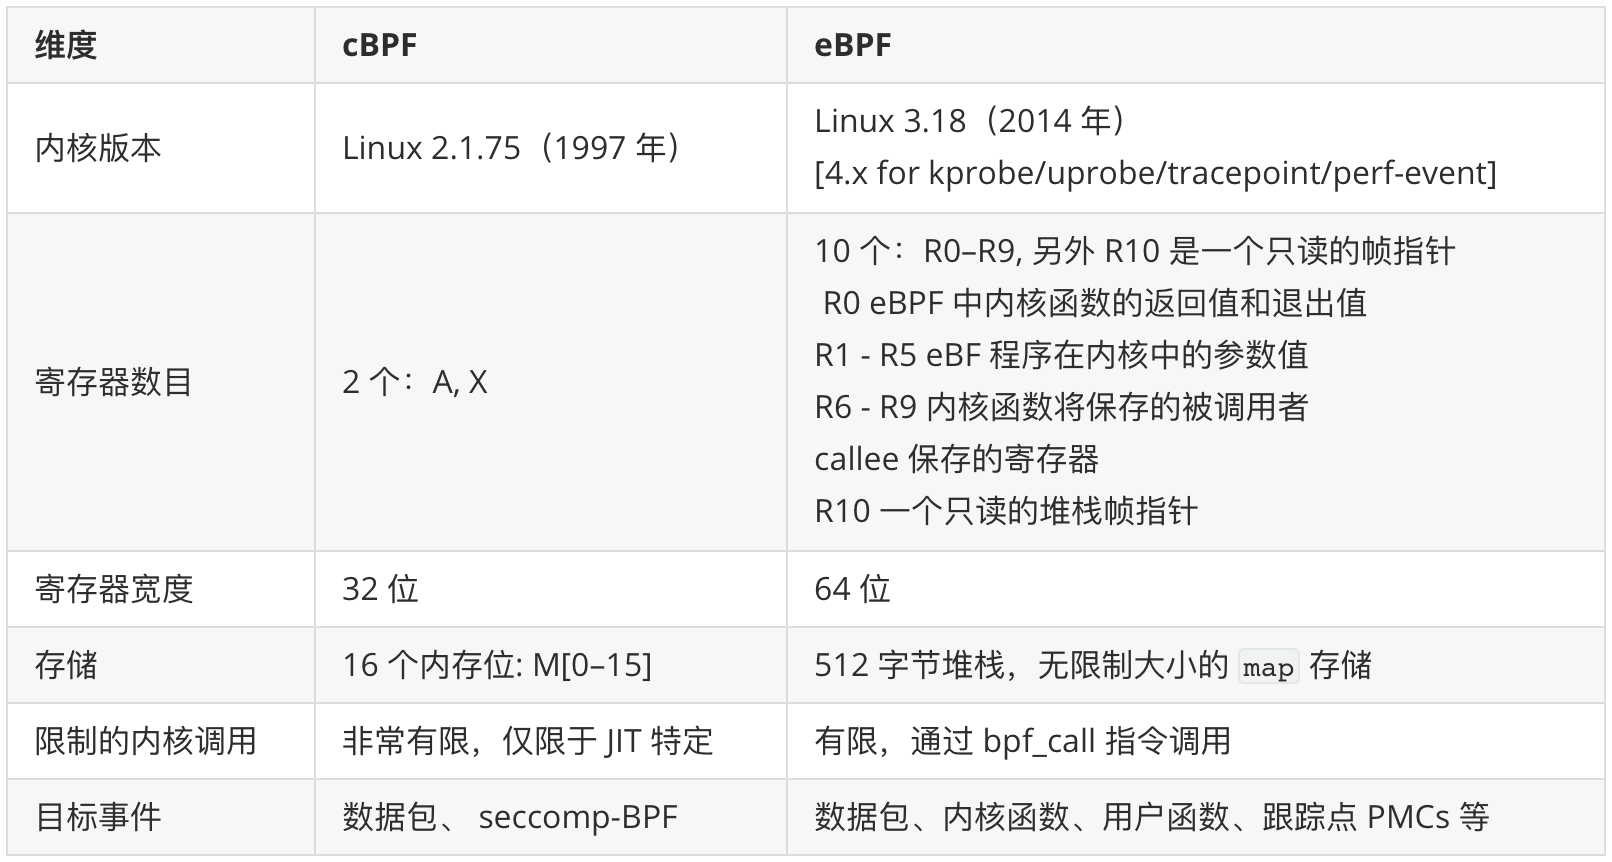 维度 cBPF eBPF
内核版本 Linux 2.1.75（1997 年） Linux 3.18（2014 年）
[4.x for kprobe/uprobe/tracepoint/perf-event]
寄存器数目 2 个：A, X 10 个：R0–R9, 另外 R10 是一个只读的帧指针
R0 eBPF 中内核函数的返回值和退出值
R1 - R5 eBF 程序在内核中的参数值
R6 - R9 内核函数将保存的被调用者
callee 保存的寄存器
R10 一个只读的堆栈帧指针
寄存器宽度 32 位 64 位
存储 16 个内存位: M[0–15] 512 字节堆栈，无限制大小的 map 存储
限制的内核调用 非常有限，仅限于 JIT 特定 有限，通过 bpf_call 指令调用
目标事件 数据包、 seccomp-BPF 数据包、内核函数、用户函数、跟踪点 PMCs 等